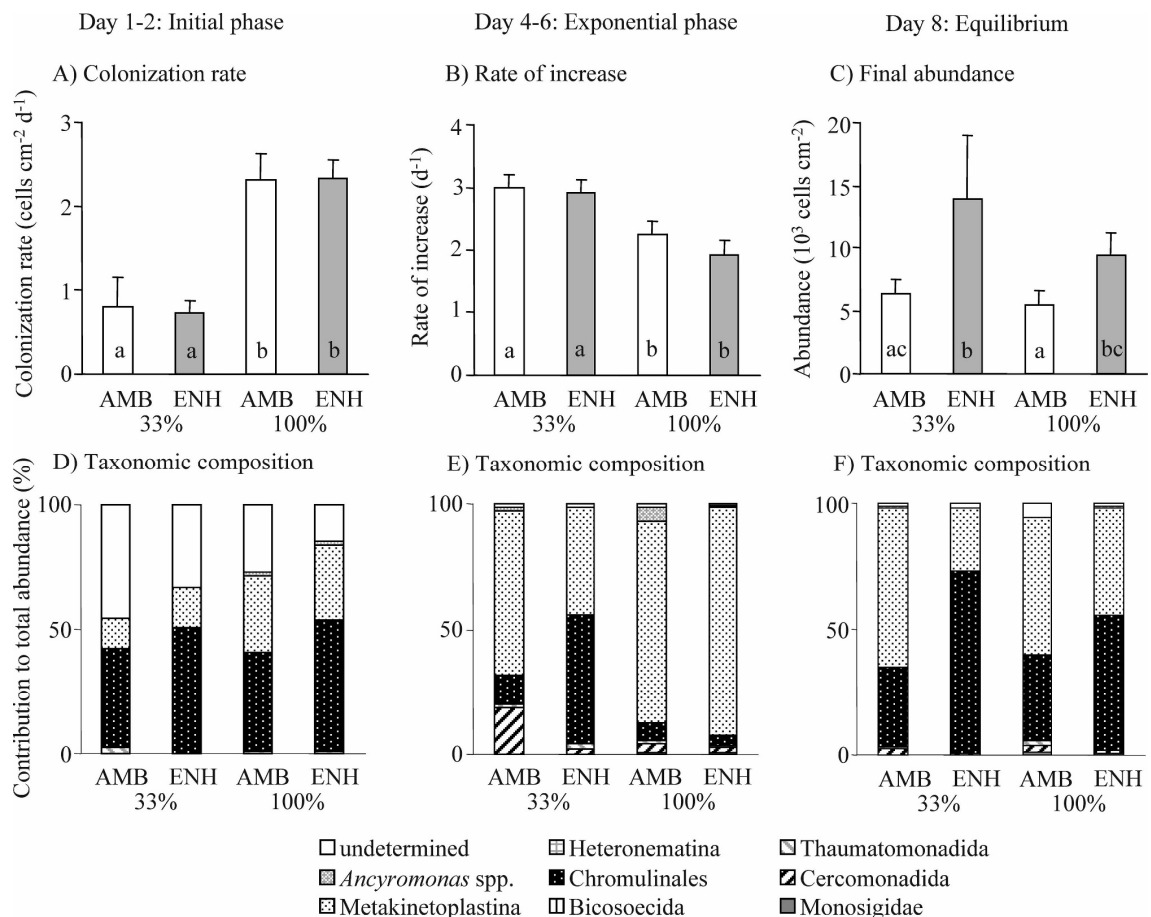 Day 1-2: Initial phase Day 4-6: Exponential phase Day 8: Equilibrium
A) Colonization rate B) Rate of increase C) Final abundance
Colonization rate (cells cm⁻² d⁻¹)
3
2
1
0
a a b b
AMB ENH AMB ENH
33% 100%
Rate of increase (d⁻¹)
4
3
2
1
0
a a b b
AMB ENH AMB ENH
33% 100%
Abundance (10³ cells cm⁻²)
20
15
10
5
0
ac b a bc
AMB ENH AMB ENH
33% 100%
D) Taxonomic composition E) Taxonomic composition F) Taxonomic composition
Contribution to total abundance (%)
100
50
0
AMB ENH AMB ENH
33% 100%
100
50
0
AMB ENH AMB ENH
33% 100%
100
50
0
AMB ENH AMB ENH
33% 100%
undetermined Heteronematina Thaumatomonadida
Ancyromonas spp. Chromulinales Cercomonadida
Metakinetoplastina Bicosoecida Monosigidae